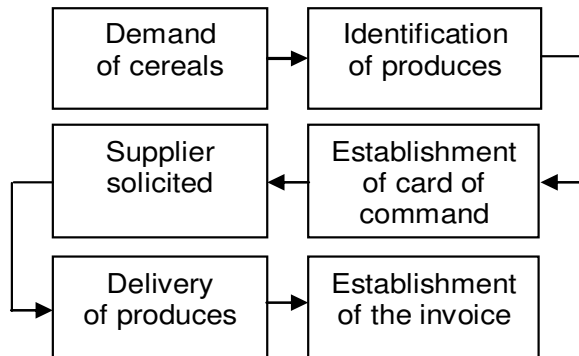 Demand
of cereals
Identification
of produces
Supplier
solicited
Establishment
of card of
command
Delivery
of produces
Establishment
of the invoice